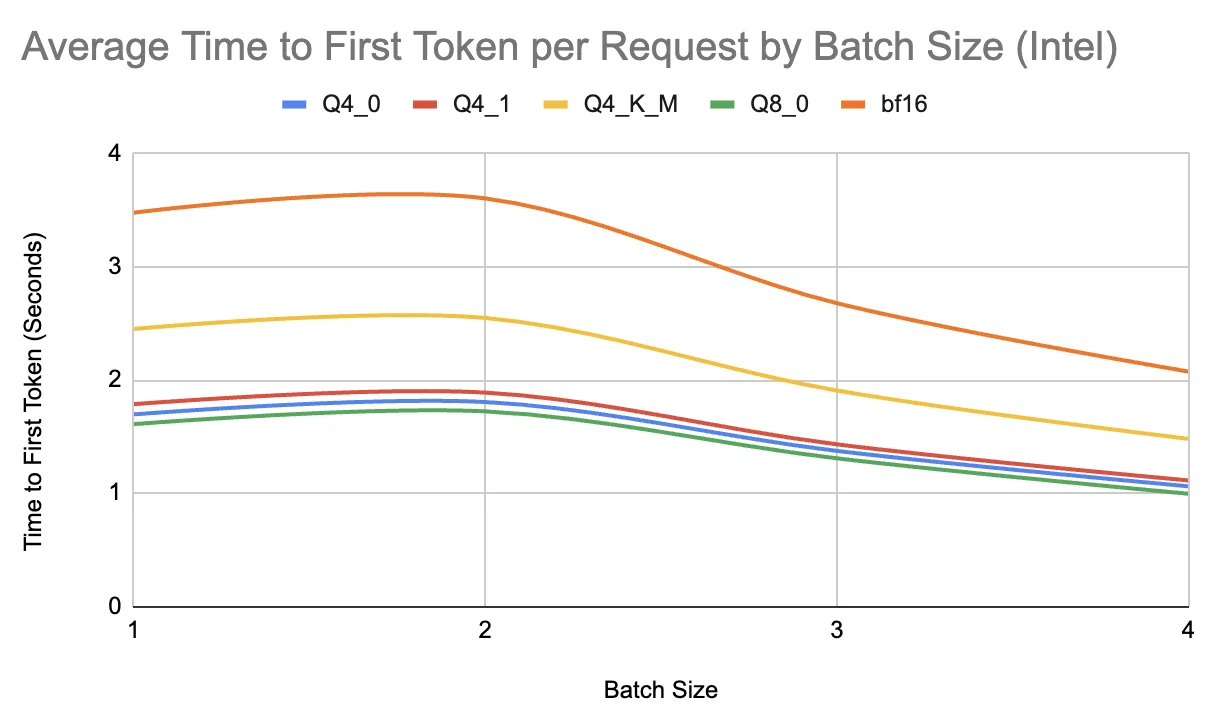 Average Time to First Token per Request by Batch Size (Intel)
Q4_0 Q4_1 Q4_K_M Q8_0 bf16
Time to First Token (Seconds)
4
3
2
1
0
1 2 3 4
Batch Size